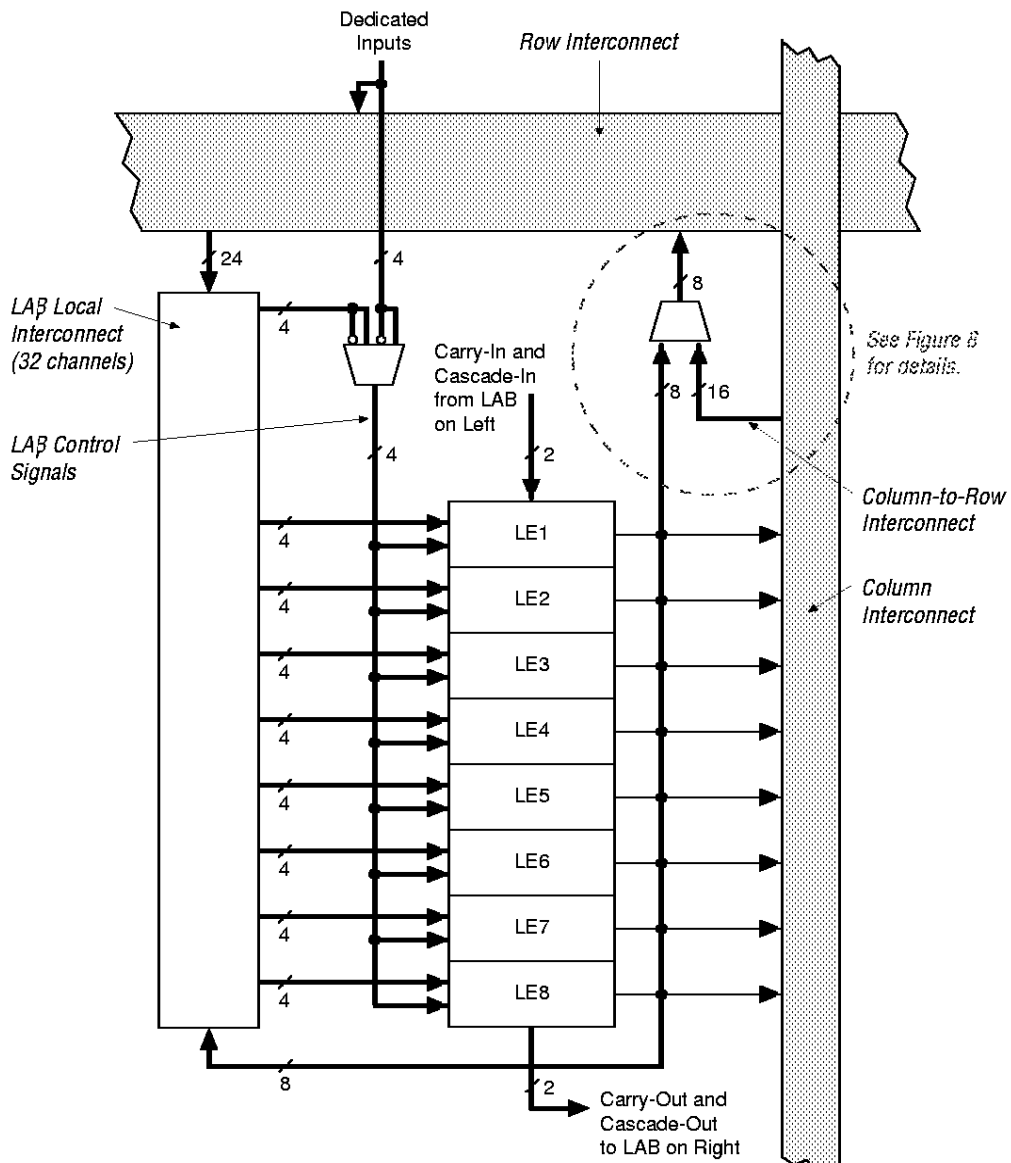 Dedicated
Inputs
Row Interconnect
24
4
8
LAβ Local
Interconnect
(32 channels)
4
See Figure 8
for details.
Carry-In and
Cascade-In
from LAB
on Left
8
16
LAβ Control
Signals
4
2
Column-to-Row
Interconnect
4
LE1
4
LE2
Column
Interconnect
4
LE3
4
LE4
4
LE5
4
LE6
4
LE7
4
LE8
8
2
Carry-Out and
Cascade-Out
to LAB on Right